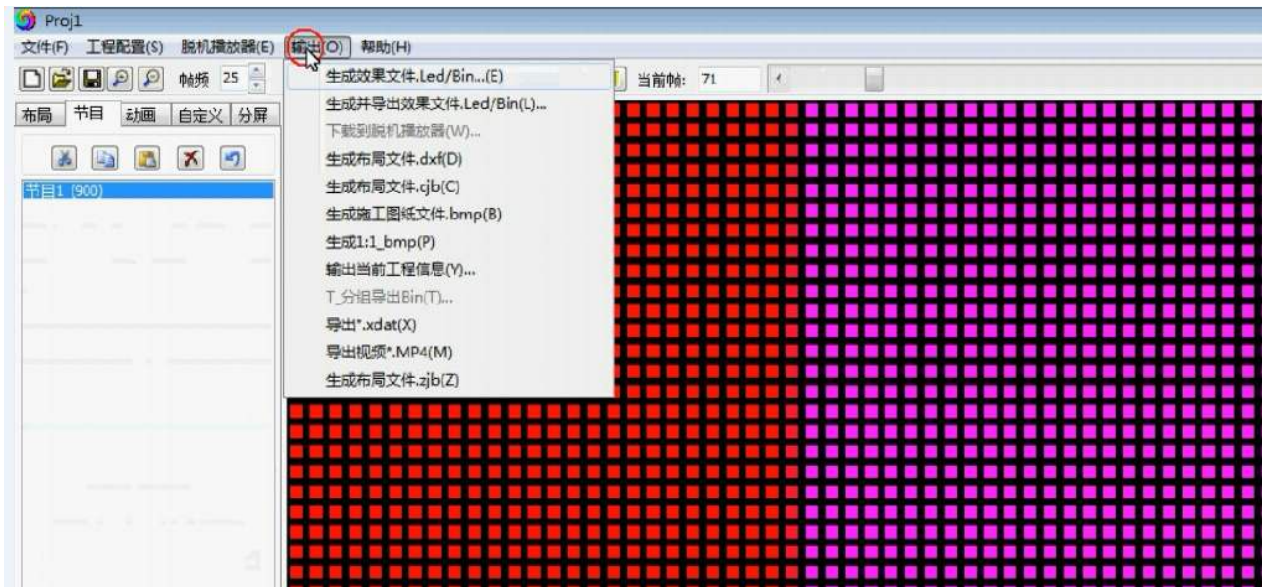 Proj1
文件(F) 工程配置(S) 脱机播放器(E) 输出(O) 帮助(H)
帧频 25 当前帧: 71
布局 节目 动画 自定义 分屏
节目1 (900)
生成效果文件.Led/Bin...(E)
生成并导出效果文件.Led/Bin(L)...
下载到脱机播放器(W)...
生成布局文件.dxf(D)
生成布局文件.cjb(C)
生成施工图纸文件.bmp(B)
生成1:1_bmp(P)
输出当前工程信息(Y)...
T_分组导出Bin(T)...
导出*.xdat(X)
导出视频*.MP4(M)
生成布局文件.zjb(Z)